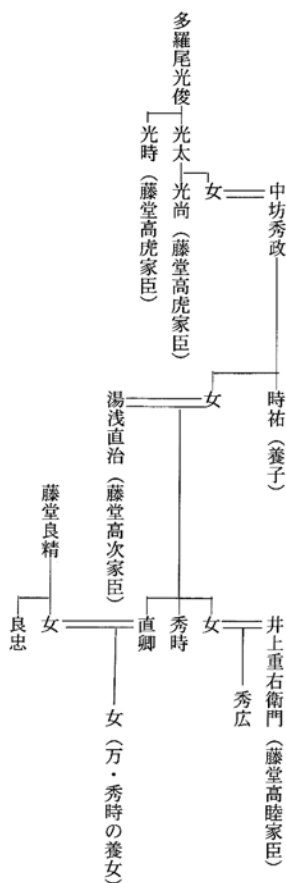 中坊秀政
女
多羅尾光俊
光太
光尚（藤堂高虎家臣）
光時（藤堂高虎家臣）
時祐（養子）
女
湯浅直治（藤堂高次家臣）
井上重右衛門（藤堂高睦家臣）
秀広
女
秀時
直卿
女（万・秀時の養女）
藤堂良精
女
良忠